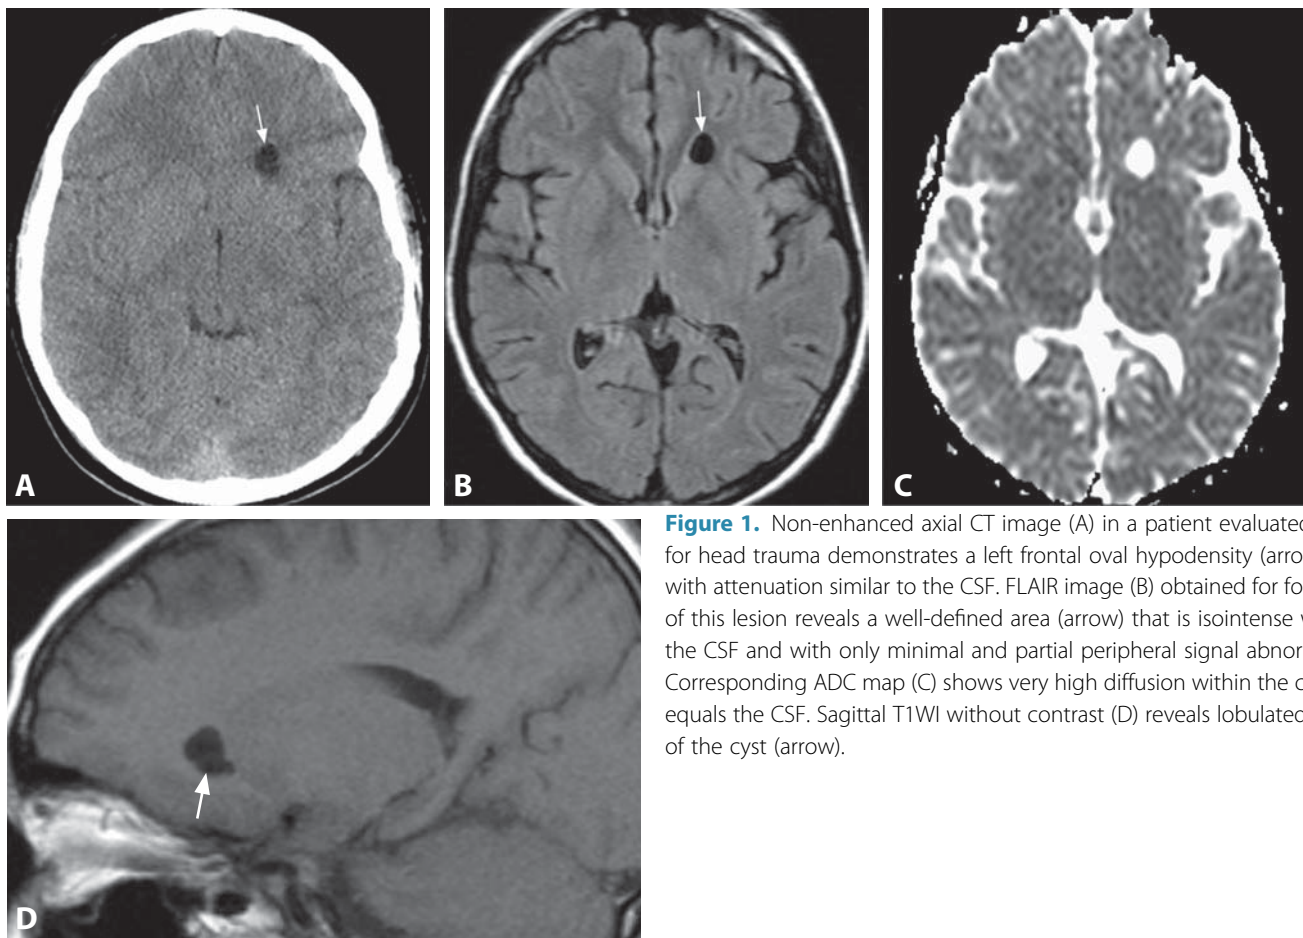 A
B
C
D
Figure 1. Non-enhanced axial CT image (A) in a patient evaluated
for head trauma demonstrates a left frontal oval hypodensity
with attenuation similar to the CSF. FLAIR image (B) obtained for
of this lesion reveals a well-defined area (arrow) that is isointense
the CSF and with only minimal and partial peripheral signal
Corresponding ADC map (C) shows very high diffusion within the
equals the CSF. Sagittal T1WI without contrast (D) reveals lobulated
of the cyst (arrow).